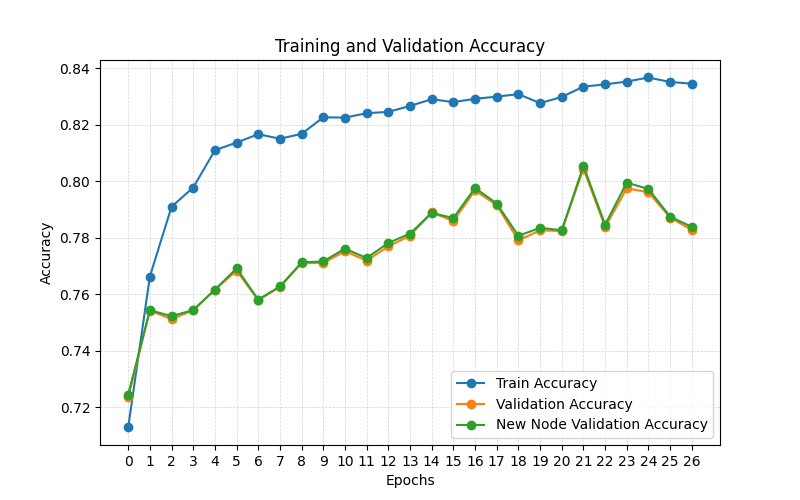 Training and Validation Accuracy
Accuracy
0.84
0.82
0.80
0.78
0.76
0.74
0.72
Train Accuracy
Validation Accuracy
New Node Validation Accuracy
0 1 2 3 4 5 6 7 8 9 10 11 12 13 14 15 16 17 18 19 20 21 22 23 24 25 26
Epochs